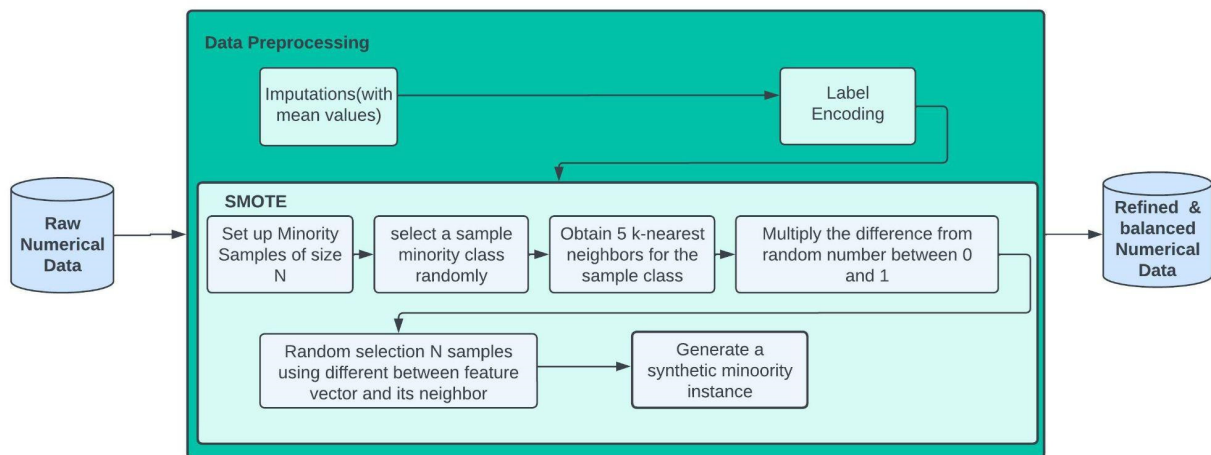 Data Preprocessing
Imputations(with
mean values)
Label
Encoding
Raw
Numerical
Data
SMOTE
Set up Minority
Samples of size
N
select a sample
minority class
randomly
Obtain 5 k-nearest
neighbors for the
sample class
Multiply the difference from
random number between 0
and 1
Random selection N samples
using different between feature
vector and its neighbor
Generate a
synthetic minoority
instance
Refined &
balanced
Numerical
Data